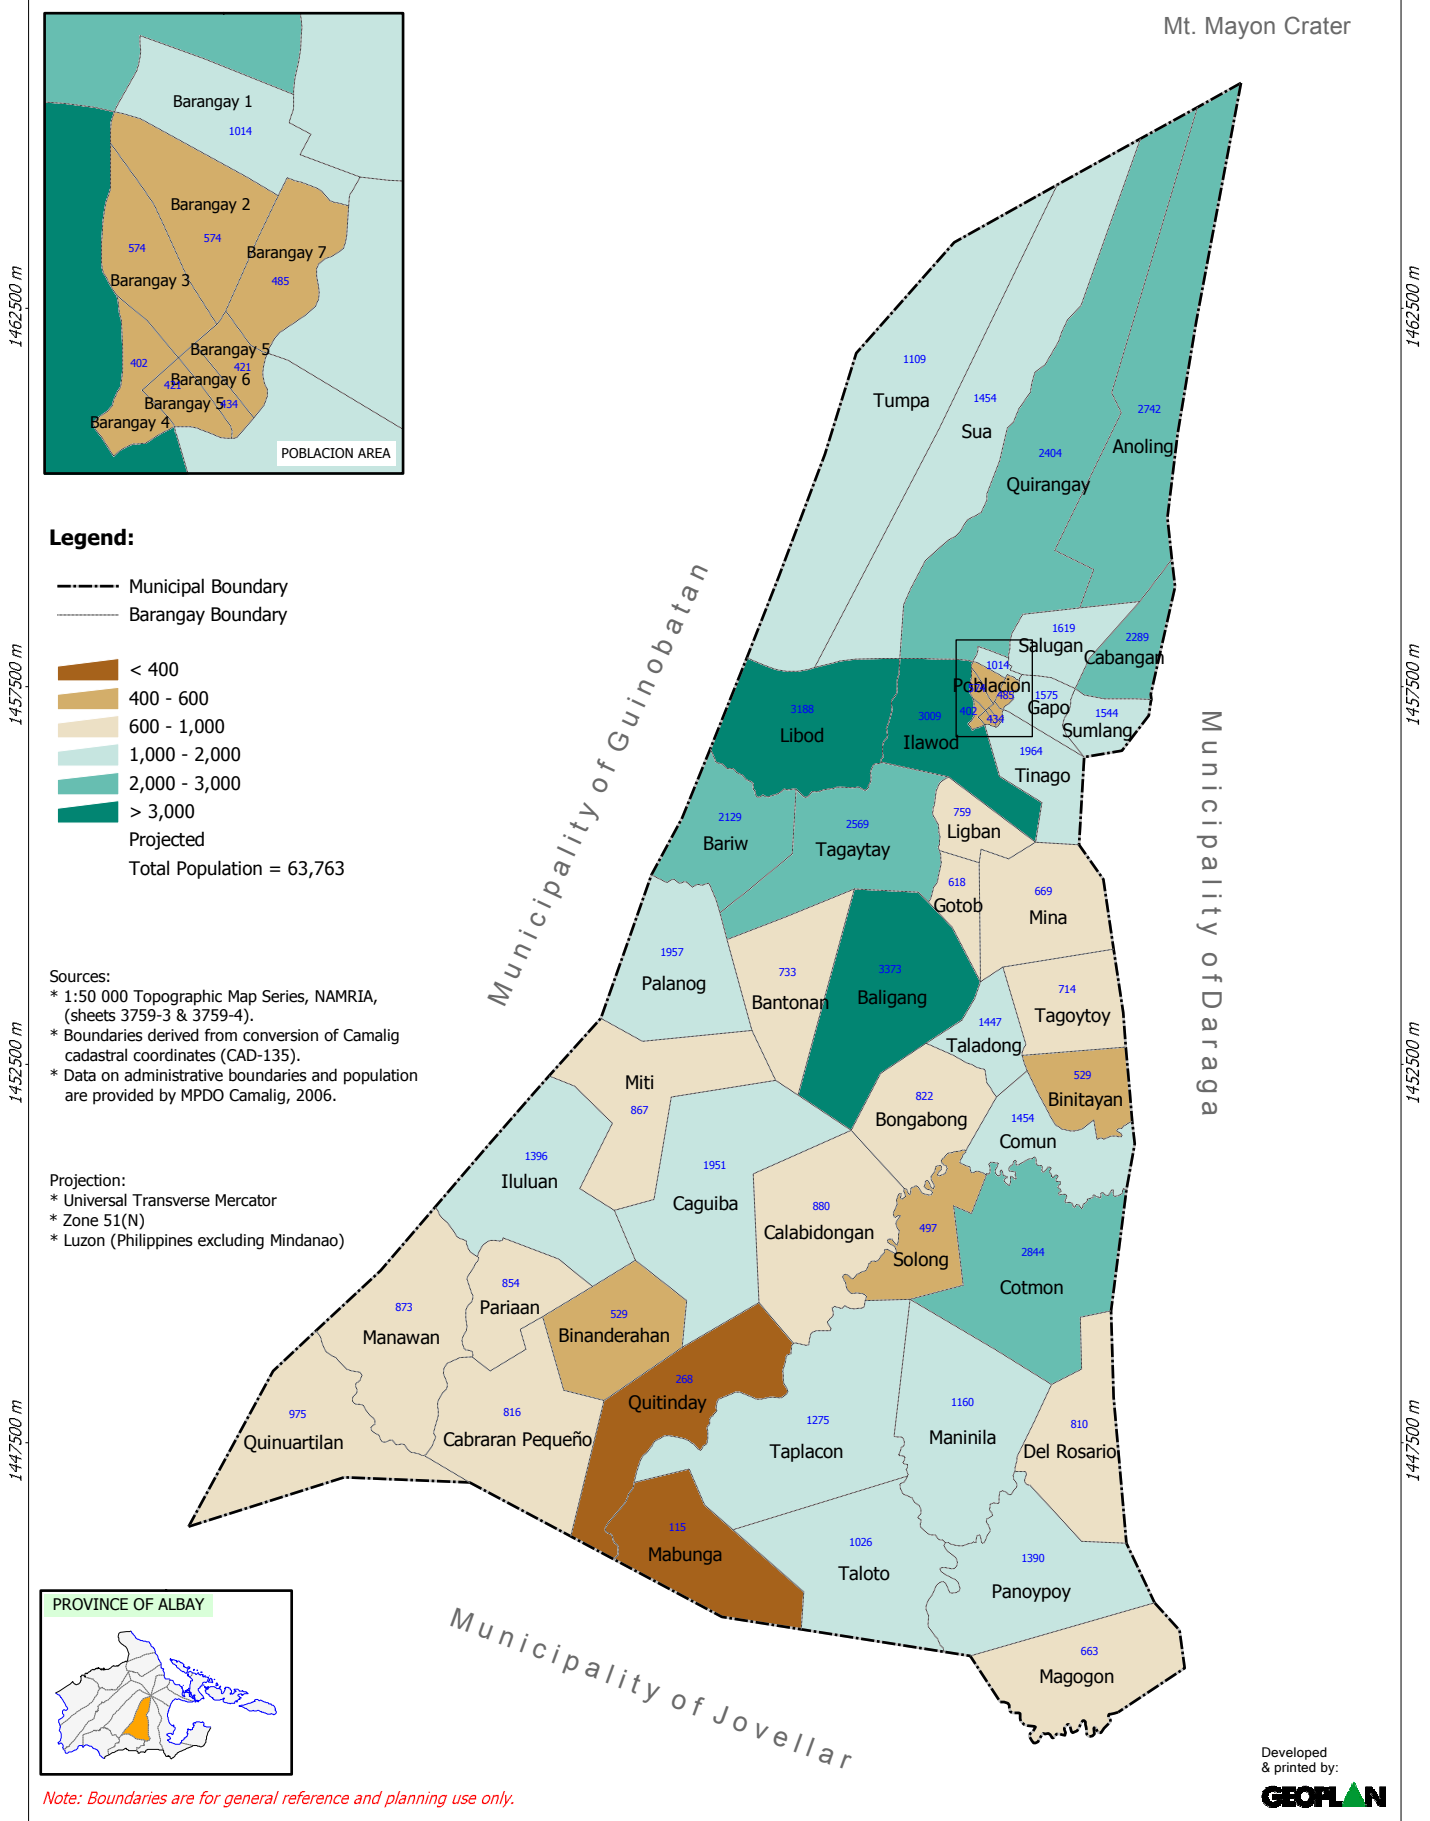 Mt. Mayon Crater
Barangay 1
1014
Barangay 2
574
574
Barangay 7
485
Barangay 3
Barangay 5
402
421
421
Barangay 6
Barangay 5
434
Barangay 4
POBLACION AREA
1462500 m
1462500 m
1457500 m
1457500 m
1452500 m
1452500 m
1447500 m
1447500 m
Legend:
Municipal Boundary
Barangay Boundary
< 400
400 - 600
600 - 1,000
1,000 - 2,000
2,000 - 3,000
> 3,000
Projected
Total Population = 63,763
Sources:
* 1:50 000 Topographic Map Series, NAMRIA,
(sheets 3759-3 & 3759-4).
* Boundaries derived from conversion of Camalig
cadastral coordinates (CAD-135).
* Data on administrative boundaries and population
are provided by MPDO Camalig, 2006.
Projection:
* Universal Transverse Mercator
* Zone 51(N)
* Luzon (Philippines excluding Mindanao)
1109
Tumpa
1454
Sua
2404
Quirangay
2742
Anoling
1619
Salugan
2289
Cabangan
1014
Poblacion
485
402
434
1575
Gapo
1544
Sumlang
1964
Tinago
3188
Libod
3009
Ilawod
2129
Bariw
2569
Tagaytay
759
Ligban
618
Gotob
669
Mina
1957
Palanog
733
Bantonan
3373
Baligang
714
Tagoytoy
1447
Taladong
529
Binitayan
Miti
867
822
Bongabong
1454
Comun
1396
Iluluan
1951
Caguiba
880
Calabidongan
497
Solong
2844
Cotmon
854
Pariaan
873
Manawan
529
Binanderahan
268
Quitinday
975
Quinuartilan
816
Cabraran Pequeño
1275
Taplacon
1160
Maninila
810
Del Rosario
115
Mabunga
1026
Taloto
1390
Panoypoy
663
Magogon
Municipality of Guinobatan
Municipality of Daraga
Municipality of Jovellar
PROVINCE OF ALBAY
Note: Boundaries are for general reference and planning use only.
Developed
& printed by:
GEOPLAN